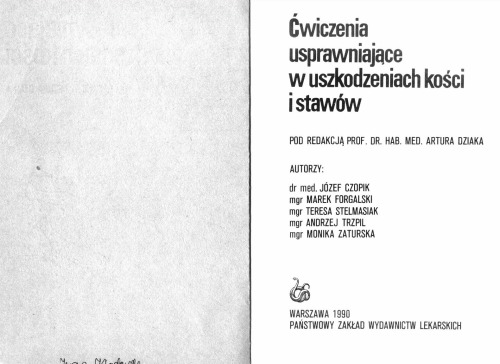 Ćwiczenia
usprawniające
w uszkodzeniach kości
i stawów
POD REDAKCJĄ PROF. DR. HAB. MED. ARTURA DZIAKA
AUTORZY:
dr med. JÓZEF CZOPIK
mgr MAREK FORGALSKI
mgr TERESA STELMASIAK
mgr ANDRZEJ TRZPIL
mgr MONIKA ZATURSKA
WARSZAWA 1990
PAŃSTWOWY ZAKŁAD WYDAWNICTW LEKARSKICH